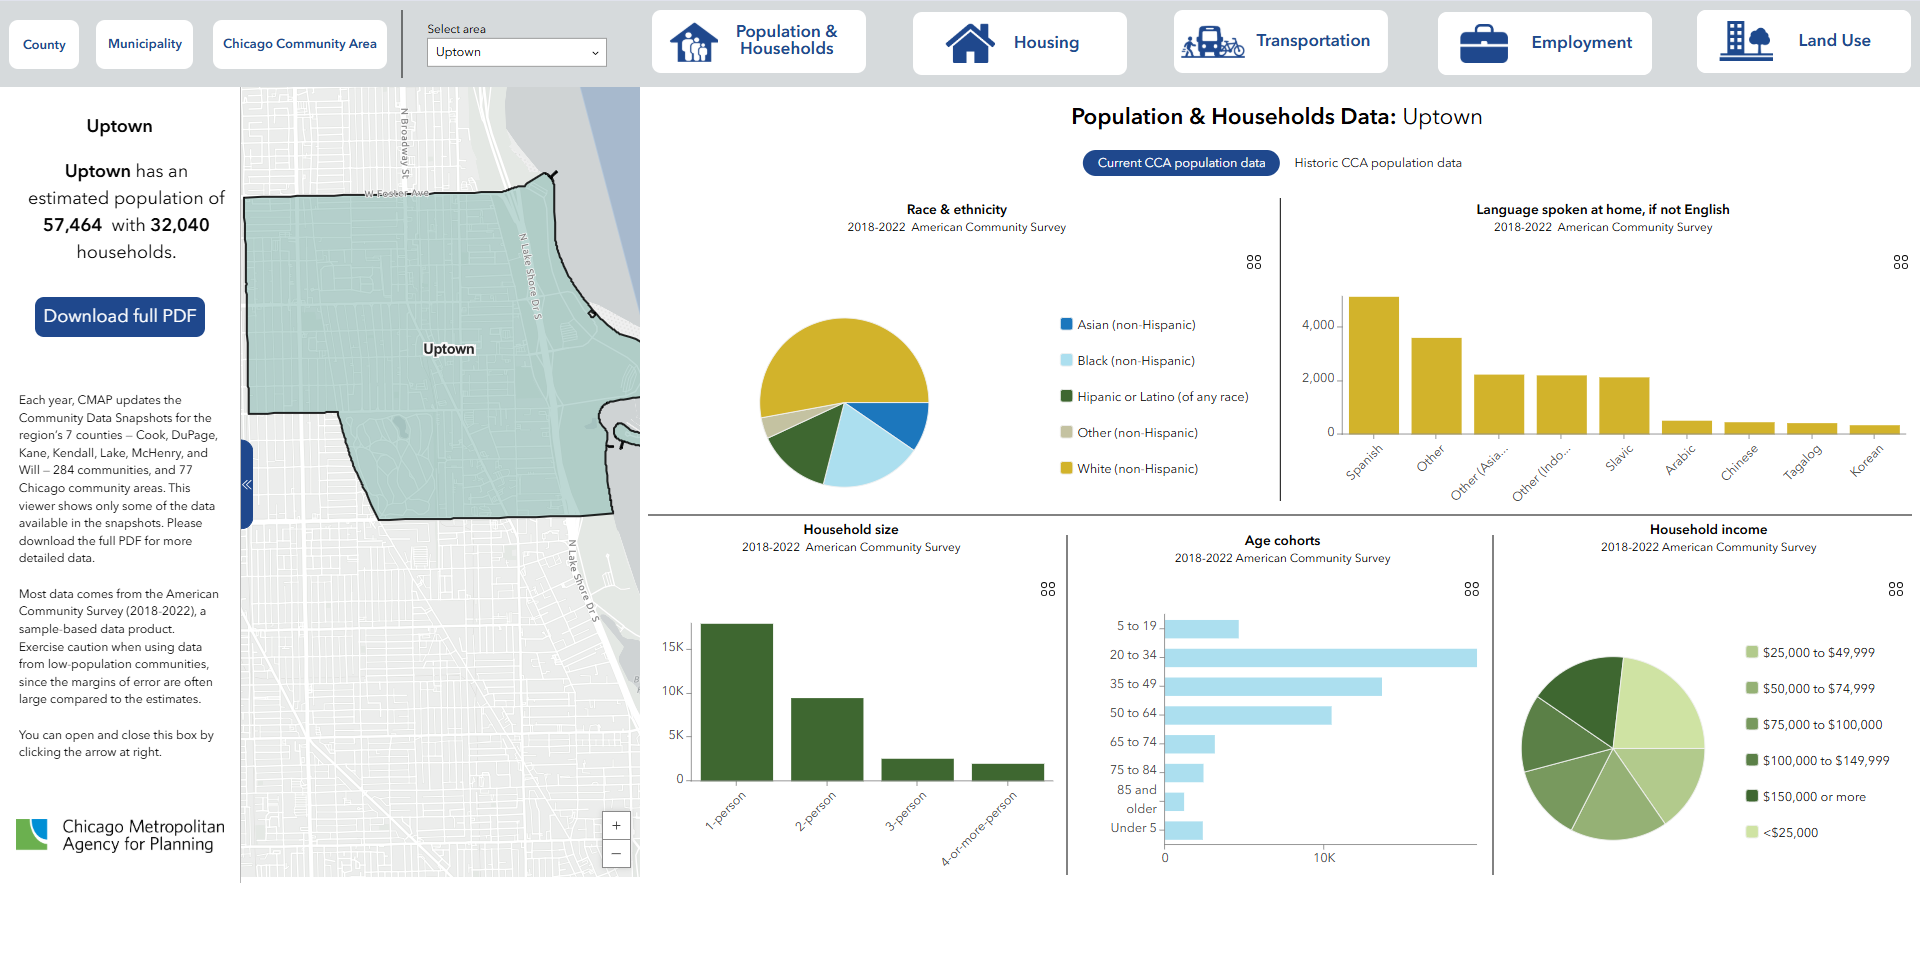 County
Municipality
Chicago Community Area
Select area
Uptown
Population &
Households
Housing
Transportation
Employment
Land Use
Uptown
Uptown has an
estimated population of
57,464 with 32,040
households.
Download full PDF
Each year, CMAP updates the
Community Data Snapshots for the
region's 7 counties – Cook, DuPage,
Kane, Kendall, Lake, McHenry, and
Will – 284 communities, and 77
Chicago community areas. This
viewer shows only some of the data
available in the snapshots. Please
download the full PDF for more
detailed data.
Most data comes from the American
Community Survey (2018-2022), a
sample-based data product.
Exercise caution when using data
from low-population communities,
since the margins of error are often
large compared to the estimates.
You can open and close this box by
clicking the arrow at right.
Chicago Metropolitan
Agency for Planning
N Broadway St
W Foster Ave
N Lake Shore Dr S
Uptown
N Lake Shore Dr S
+
−
Population & Households Data: Uptown
Current CCA population data
Historic CCA population data
Race & ethnicity
2018-2022 American Community Survey
Asian (non-Hispanic)
Black (non-Hispanic)
Hipanic or Latino (of any race)
Other (non-Hispanic)
White (non-Hispanic)
Language spoken at home, if not English
2018-2022 American Community Survey
4,000
2,000
0
Spanish
Other
Other (Asia...
Other (Indo...
Slavic
Arabic
Chinese
Tagalog
Korean
Household size
2018-2022 American Community Survey
15K
10K
5K
0
1-person
2-person
3-person
4-or-more-person
Age cohorts
2018-2022 American Community Survey
5 to 19
20 to 34
35 to 49
50 to 64
65 to 74
75 to 84
85 and
older
Under 5
0
10K
Household income
2018-2022 American Community Survey
$25,000 to $49,999
$50,000 to $74,999
$75,000 to $100,000
$100,000 to $149,999
$150,000 or more
<$25,000